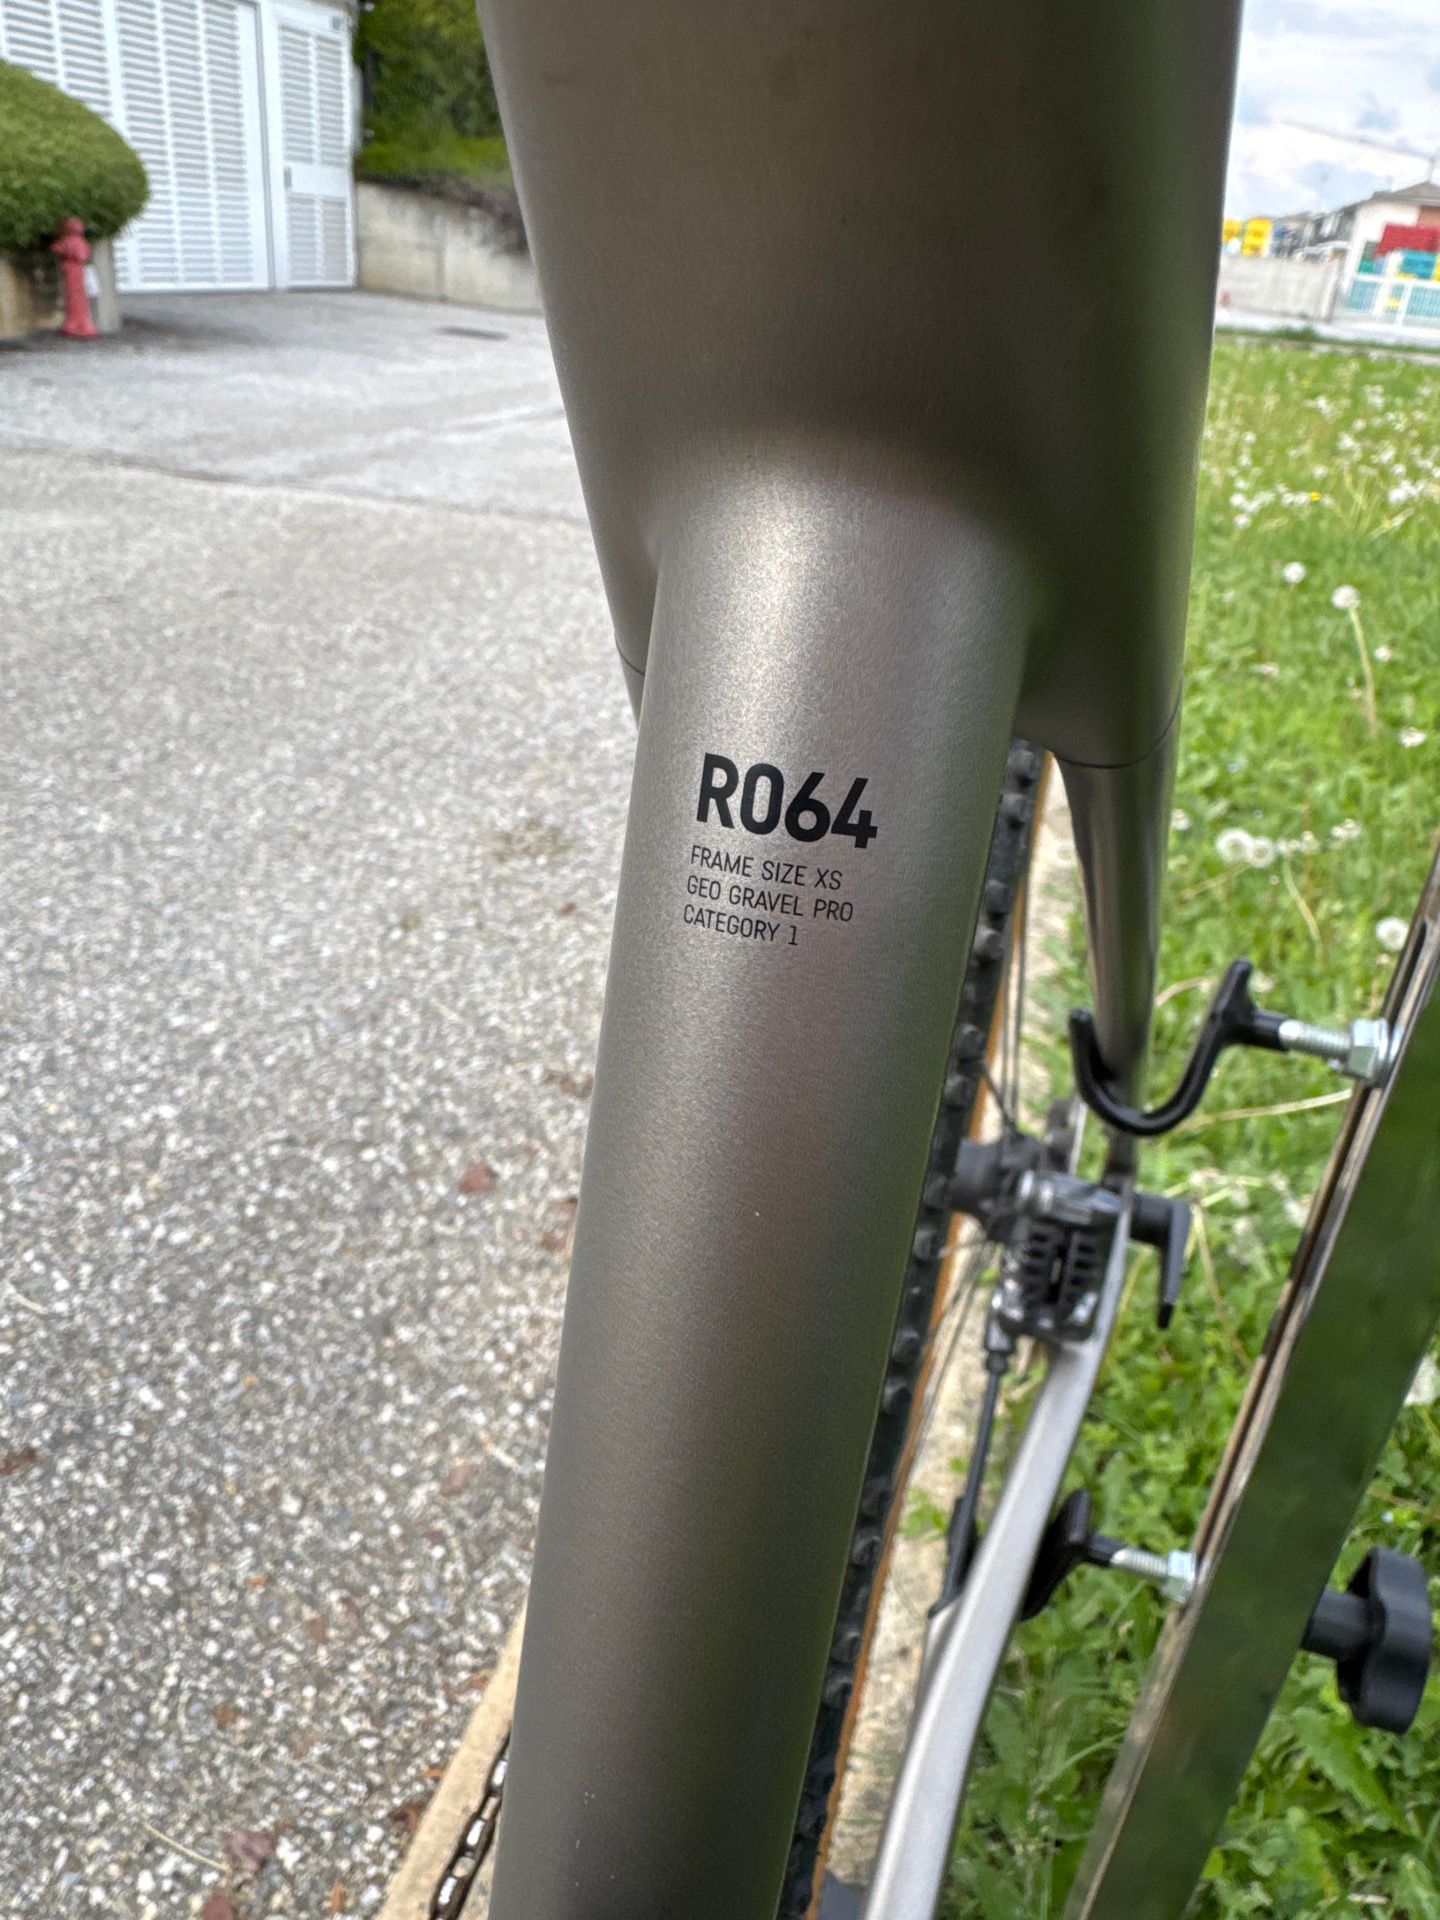 R064
FRAME SIZE XS
GEO GRAVEL PRO
CATEGORY 1